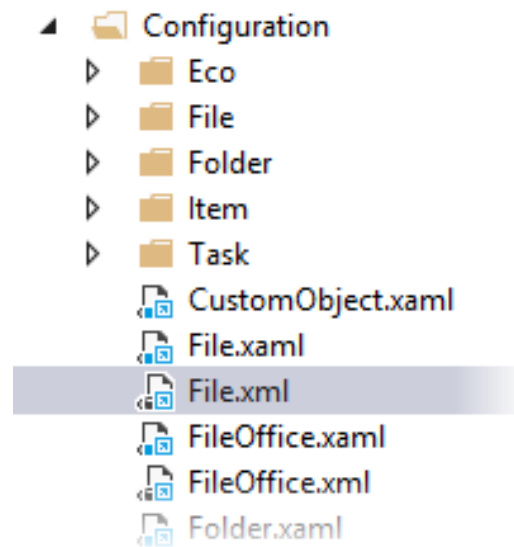 Configuration
Eco
File
Folder
Item
Task
CustomObject.xaml
File.xaml
File.xml
FileOffice.xaml
FileOffice.xml
Folder.xaml